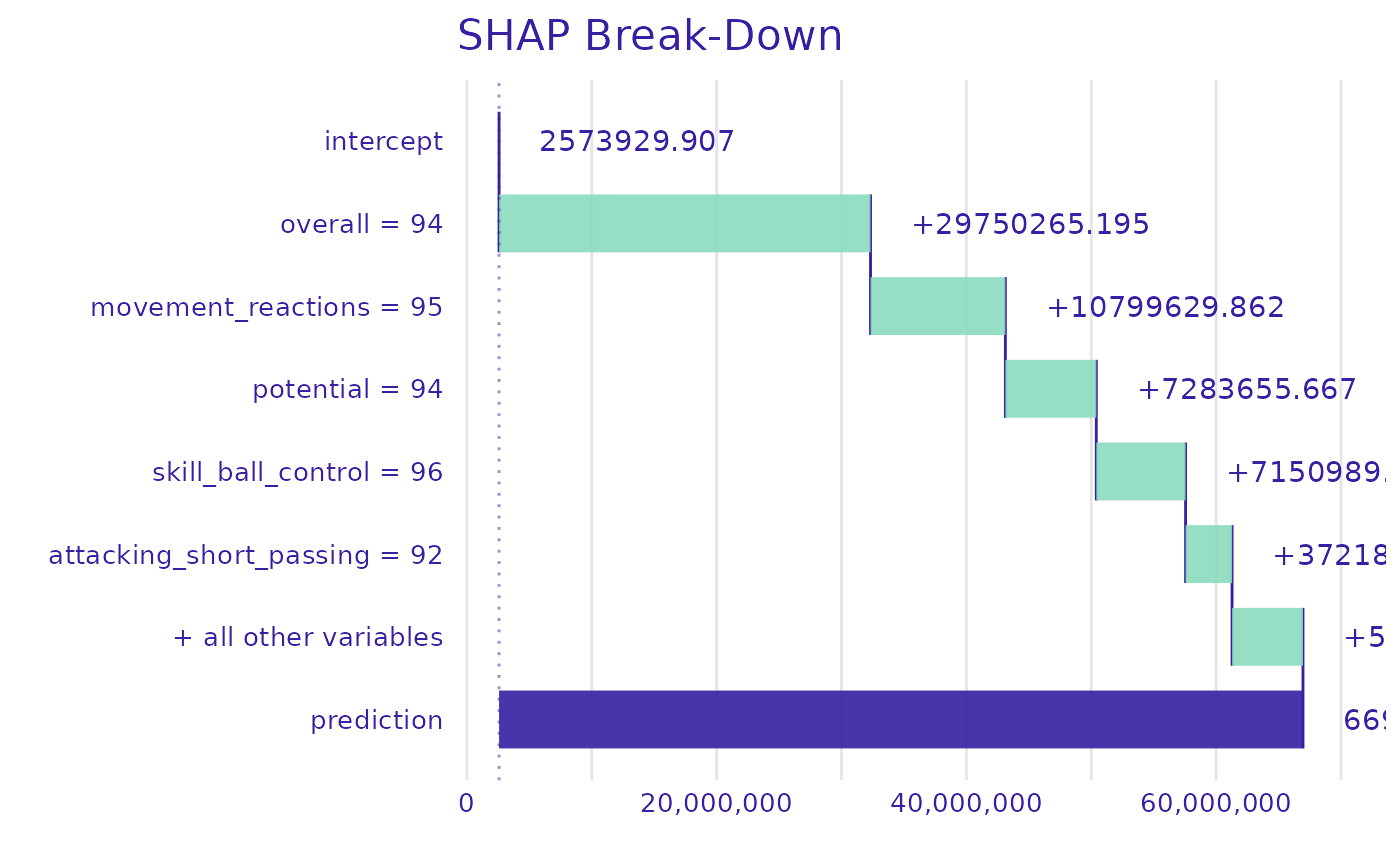 SHAP Break-Down
intercept 2573929.907
overall = 94 +29750265.195
movement_reactions = 95 +10799629.862
potential = 94 +7283655.667
skill_ball_control = 96 +7150989.
attacking_short_passing = 92 +37218
+ all other variables +5
prediction 669
0 20,000,000 40,000,000 60,000,000